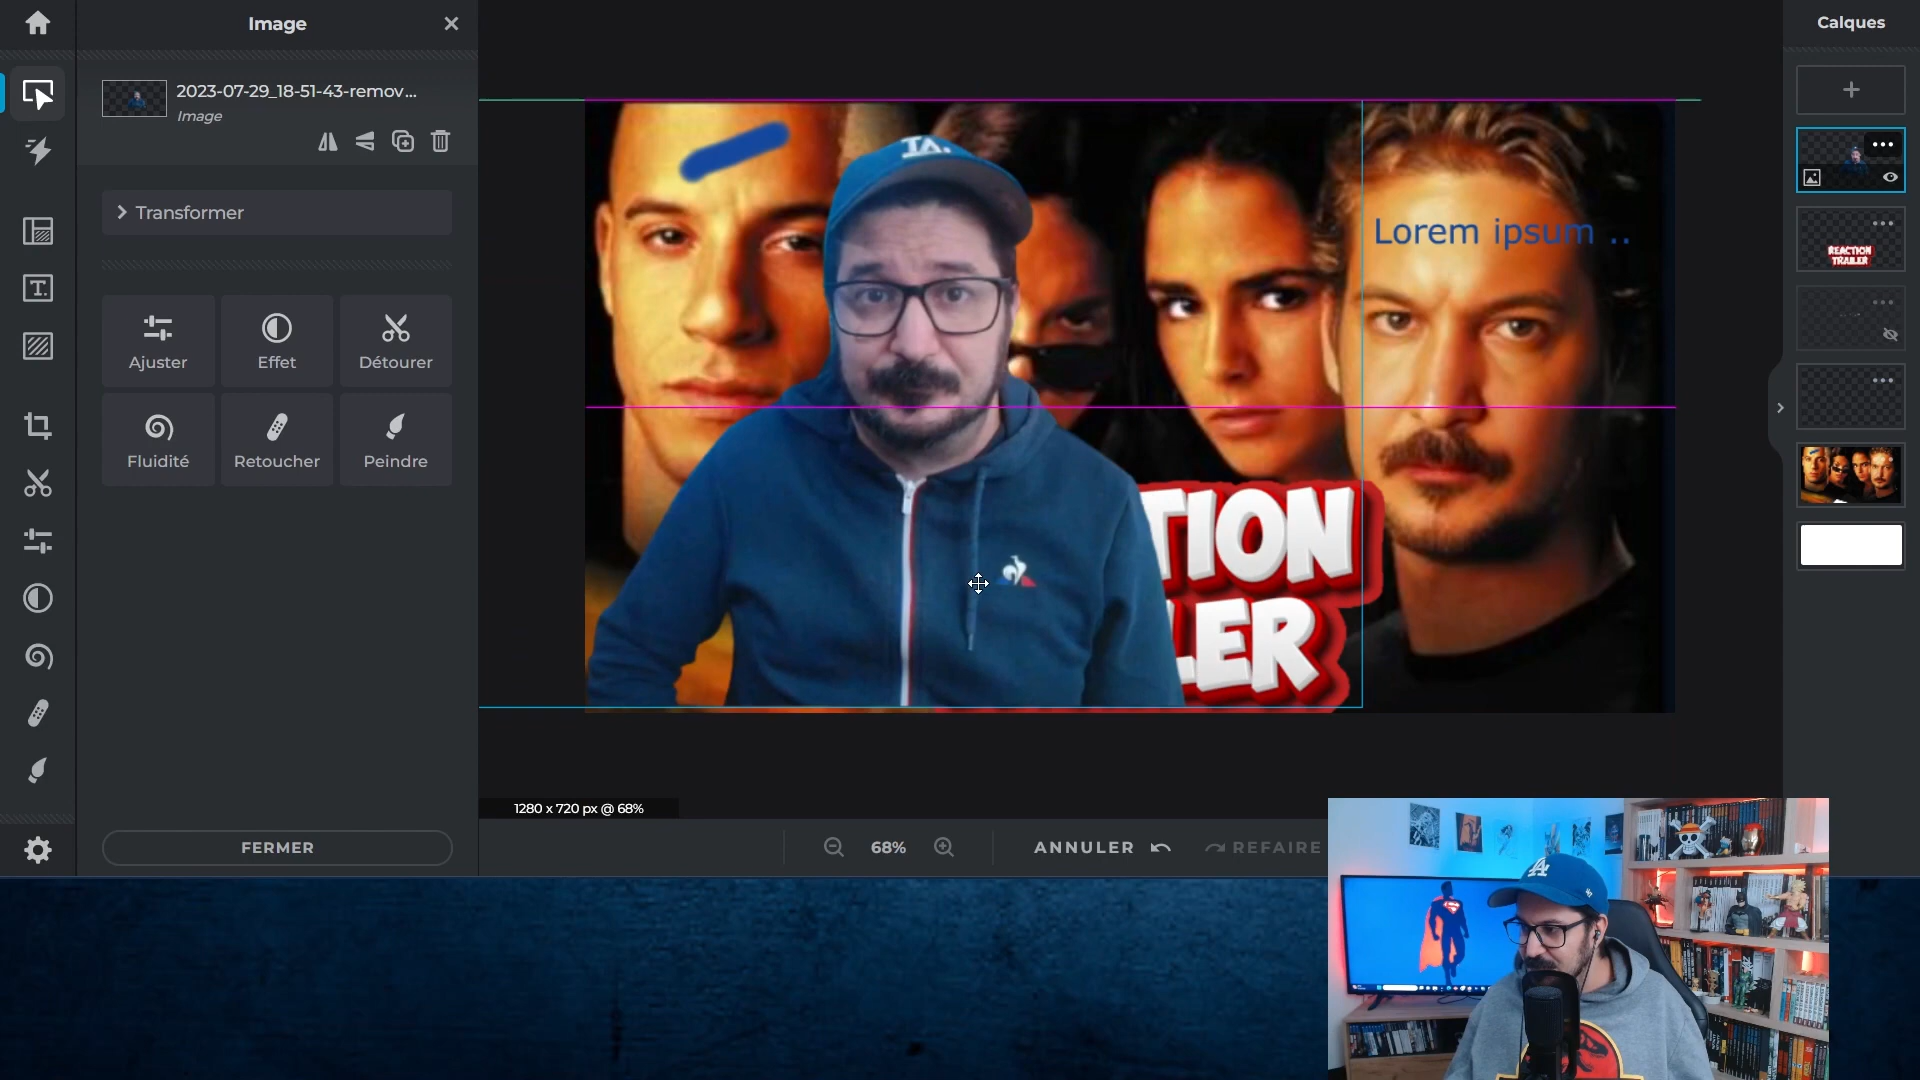 Image
Calques
2023-07-29_18-51-43-remov...
Image
Transformer
Ajuster
Effet
Détourer
Fluidité
Retoucher
Peindre
FERMER
LA.
Lorem ipsum ..
TION
LER
REACTION
TRAILER
1280 x 720 px @ 68%
68%
ANNULER
REFAIRE